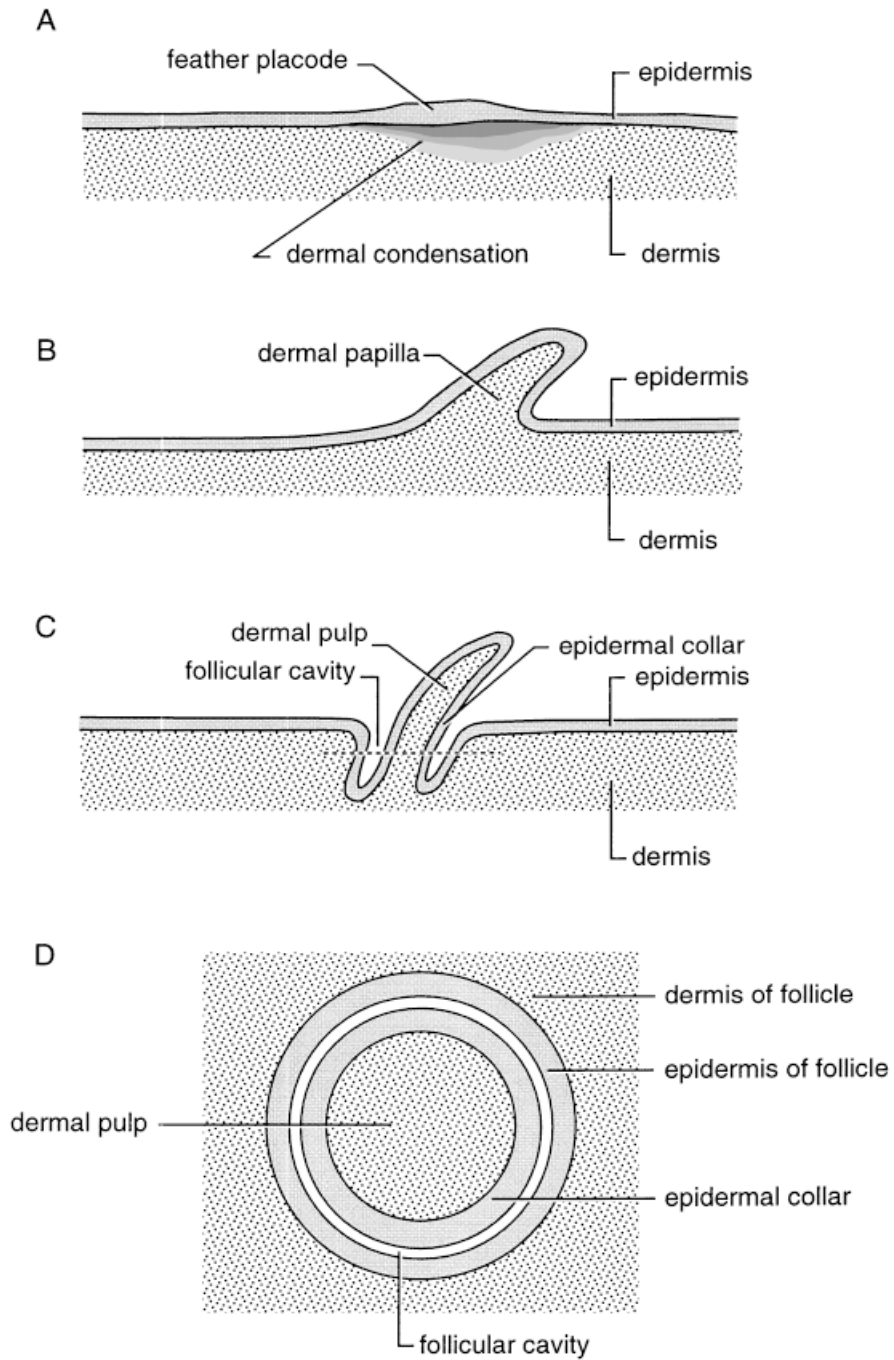 A
feather placode
epidermis
dermal condensation
dermis
B
dermal papilla
epidermis
dermis
C
dermal pulp
epidermal collar
follicular cavity
epidermis
dermis
D
dermis of follicle
epidermis of follicle
dermal pulp
epidermal collar
follicular cavity